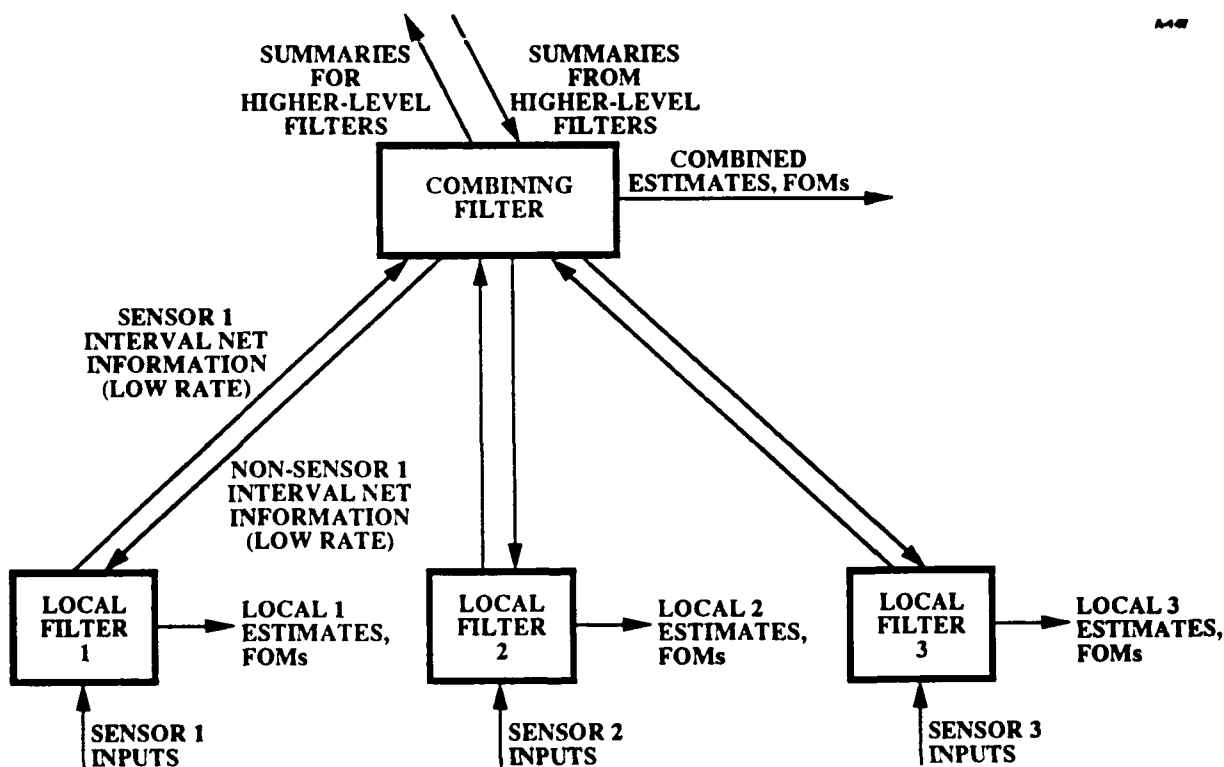 SUMMARIES
FOR
HIGHER-LEVEL
FILTERS
SUMMARIES
FROM
HIGHER-LEVEL
FILTERS
COMBINING
FILTER
COMBINED
ESTIMATES, FOMs
SENSOR 1
INTERVAL NET
INFORMATION
(LOW RATE)
NON-SENSOR 1
INTERVAL NET
INFORMATION
(LOW RATE)
LOCAL
FILTER
1
LOCAL 1
ESTIMATES,
FOMs
LOCAL
FILTER
2
LOCAL 2
ESTIMATES,
FOMs
LOCAL
FILTER
3
LOCAL 3
ESTIMATES,
FOMs
SENSOR 1
INPUTS
SENSOR 2
INPUTS
SENSOR 3
INPUTS